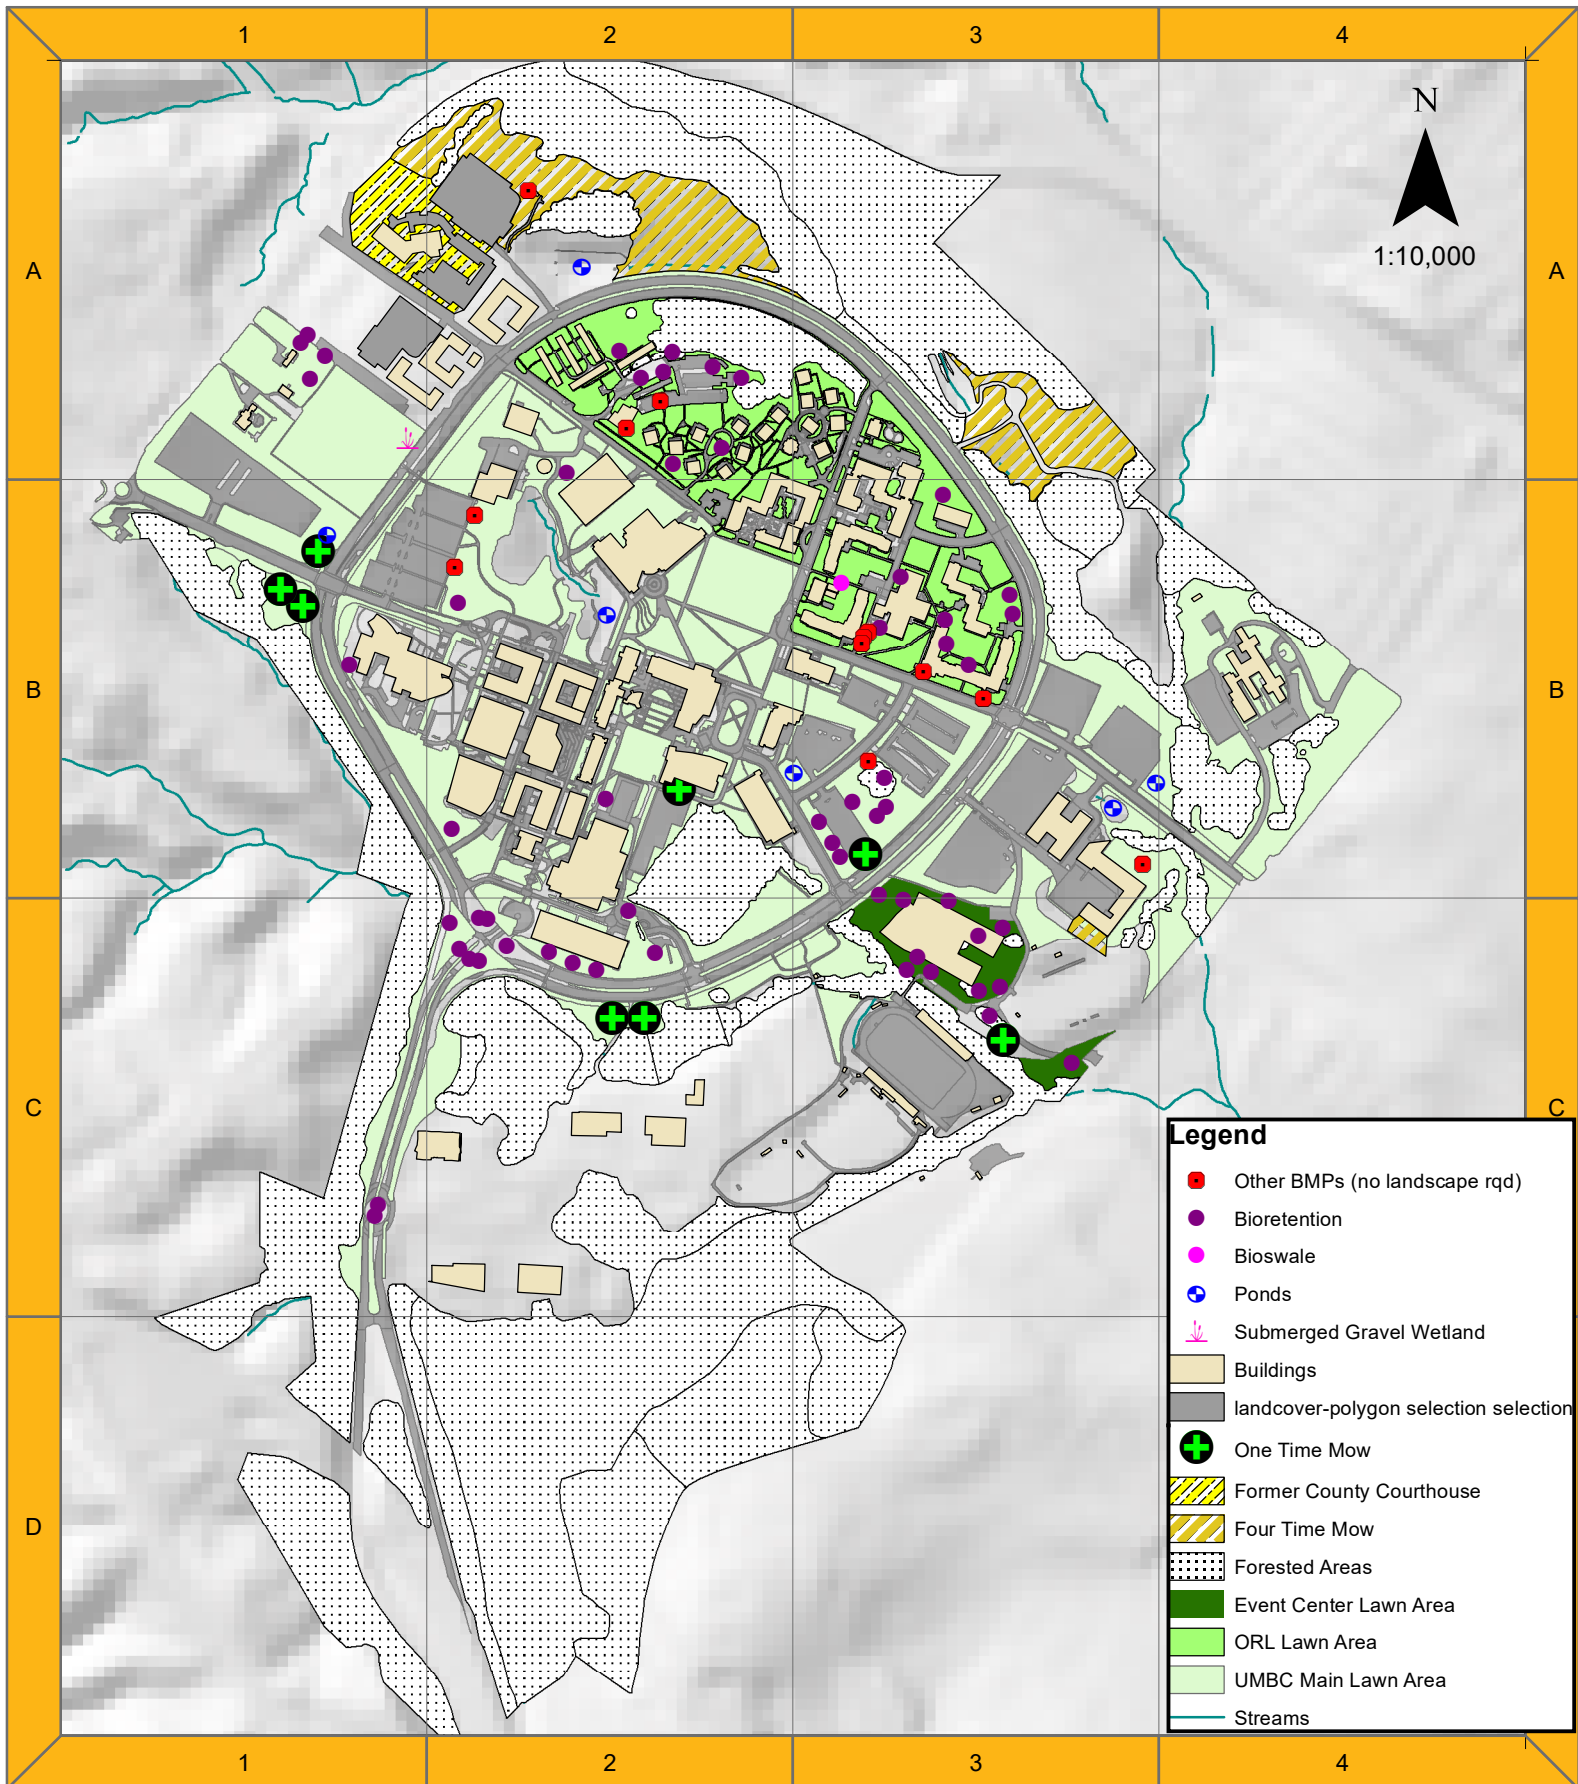 1 2 3 4
N
1:10,000
A A
B B
C C
Legend
Other BMPs (no landscape rqd)
Bioretention
Bioswale
Ponds
Submerged Gravel Wetland
Buildings
landcover-polygon selection selection
One Time Mow
Former County Courthouse
Four Time Mow
D
Forested Areas
Event Center Lawn Area
ORL Lawn Area
UMBC Main Lawn Area
Streams
1 2 3 4